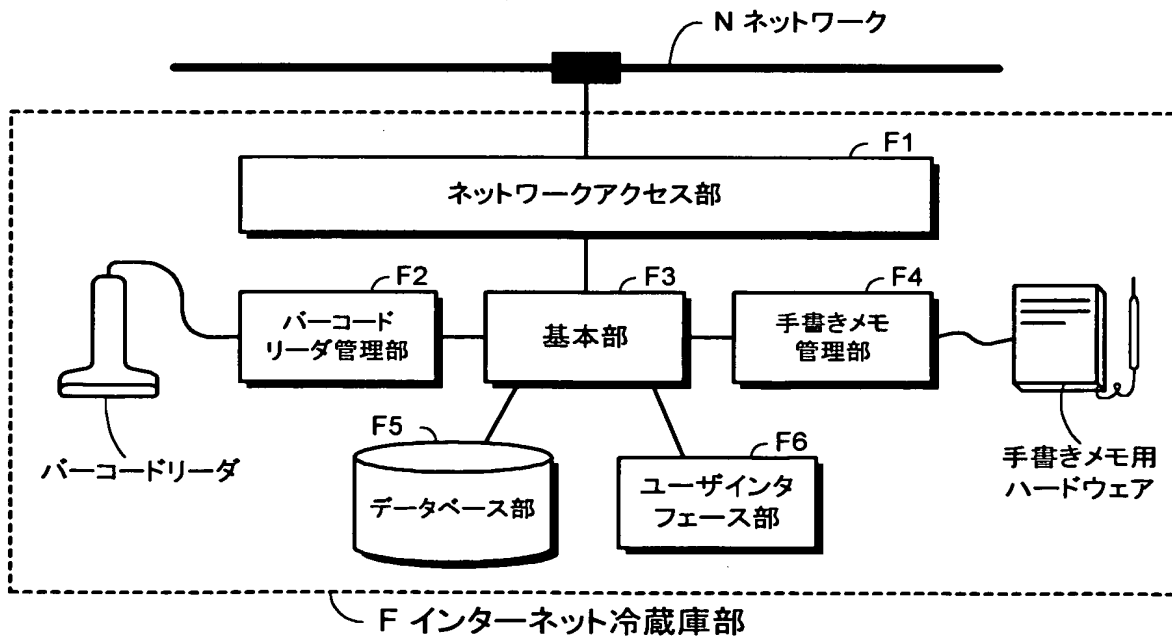 N ネットワーク
F1
ネットワークアクセス部
F2
バーコード
リーダ管理部
F3
基本部
F4
手書きメモ
管理部
バーコードリーダ
F5
データベース部
F6
ユーザインタ
フェース部
手書きメモ用
ハードウェア
F インターネット冷蔵庫部